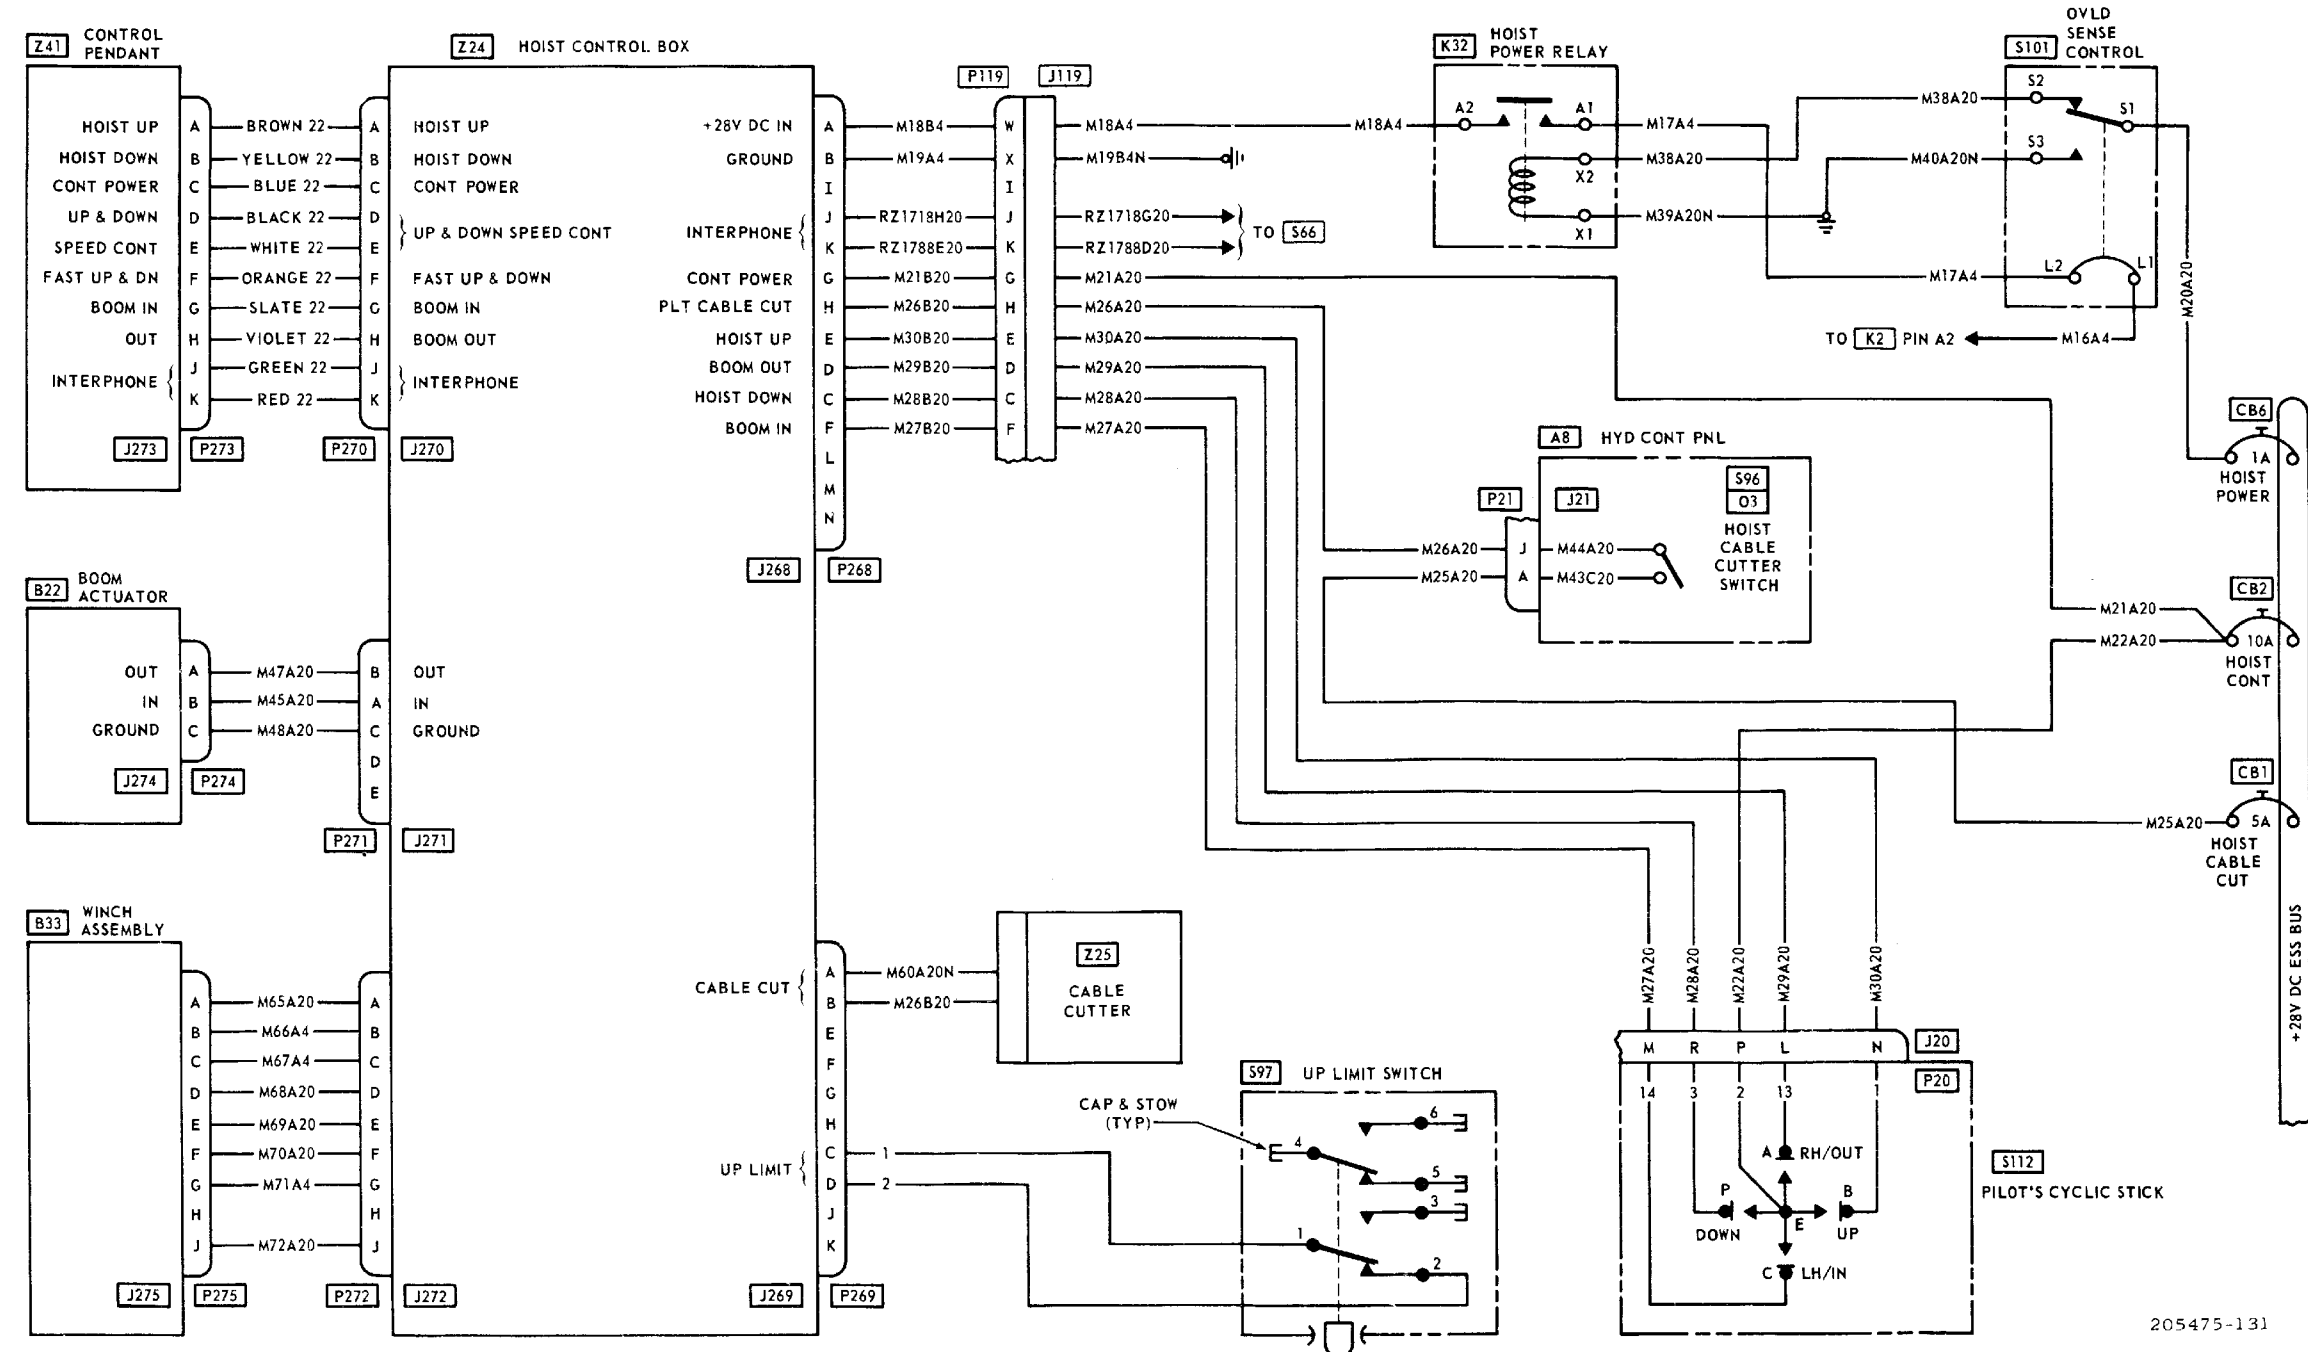 Z41 CONTROL PENDANT
HOIST UP A BROWN 22 A HOIST UP
HOIST DOWN B YELLOW 22 B HOIST DOWN
CONT POWER C BLUE 22 C CONT POWER
UP & DOWN D BLACK 22 D
SPEED CONT E WHITE 22 E
UP & DOWN SPEED CONT
FAST UP & DN F ORANGE 22 F FAST UP & DOWN
BOOM IN G SLATE 22 G BOOM IN
OUT H VIOLET 22 H BOOM OUT
INTERPHONE J GREEN 22 J INTERPHONE
K RED 22 K
J273 P273 P270 J270
Z24 HOIST CONTROL BOX
P119 J119
+28V DC IN A M18B4 W M18A4 M18A4
GROUND B M19A4 X M19B4N
I I
INTERPHONE J RZ1718H20 J RZ1718G20
K RZ1788E20 K RZ1788D20
TO S66
CONT POWER G M21B20 G M21A20
PLT CABLE CUT H M26B20 H M26A20
HOIST UP E M30B20 E M30A20
BOOM OUT D M29B20 D M29A20
HOIST DOWN C M28B20 C M28A20
BOOM IN F M27B20 F M27A20
L
M
N
J268 P268
K32 HOIST POWER RELAY
A2 A1 M17A4
X2 M38A20
X1 M39A20N
S101 OVLD SENSE CONTROL
M38A20 S2
S1
M40A20N S3
M17A4 L2 L1
TO K2 PIN A2 M16A4
M20A20
CB6
1A
HOIST
POWER
A8 HYD CONT PNL
P21 J21
S96
03
HOIST
CABLE
CUTTER
SWITCH
M26A20 J M44A20
M25A20 A M43C20
CB2
M21A20
M22A20 10A
HOIST
CONT
CB1
M25A20 5A
HOIST
CABLE
CUT
+28V DC ESS BUS
B22 BOOM ACTUATOR
OUT A M47A20 B OUT
IN B M45A20 A IN
GROUND C M48A20 C GROUND
D
E
J274 P274
P271 J271
B33 WINCH ASSEMBLY
A M65A20 A
B M66A4 B
C M67A4 C
D M68A20 D
E M69A20 E
F M70A20 F
G M71A4 G
H H
J M72A20 J
J275 P275 P272 J272
CABLE CUT A M60A20N
B M26B20
E
F
G
H
UP LIMIT C 1
D 2
J
K
J269 P269
Z25
CABLE
CUTTER
S97 UP LIMIT SWITCH
CAP & STOW
(TYP)
6
4
5
3
1
2
M27A20 M28A20 M22A20 M29A20 M30A20
M R P L N J20
14 3 2 13 1 P20
A RH/OUT
P DOWN
E
B UP
C LH/IN
S112
PILOT'S CYCLIC STICK
205475-131